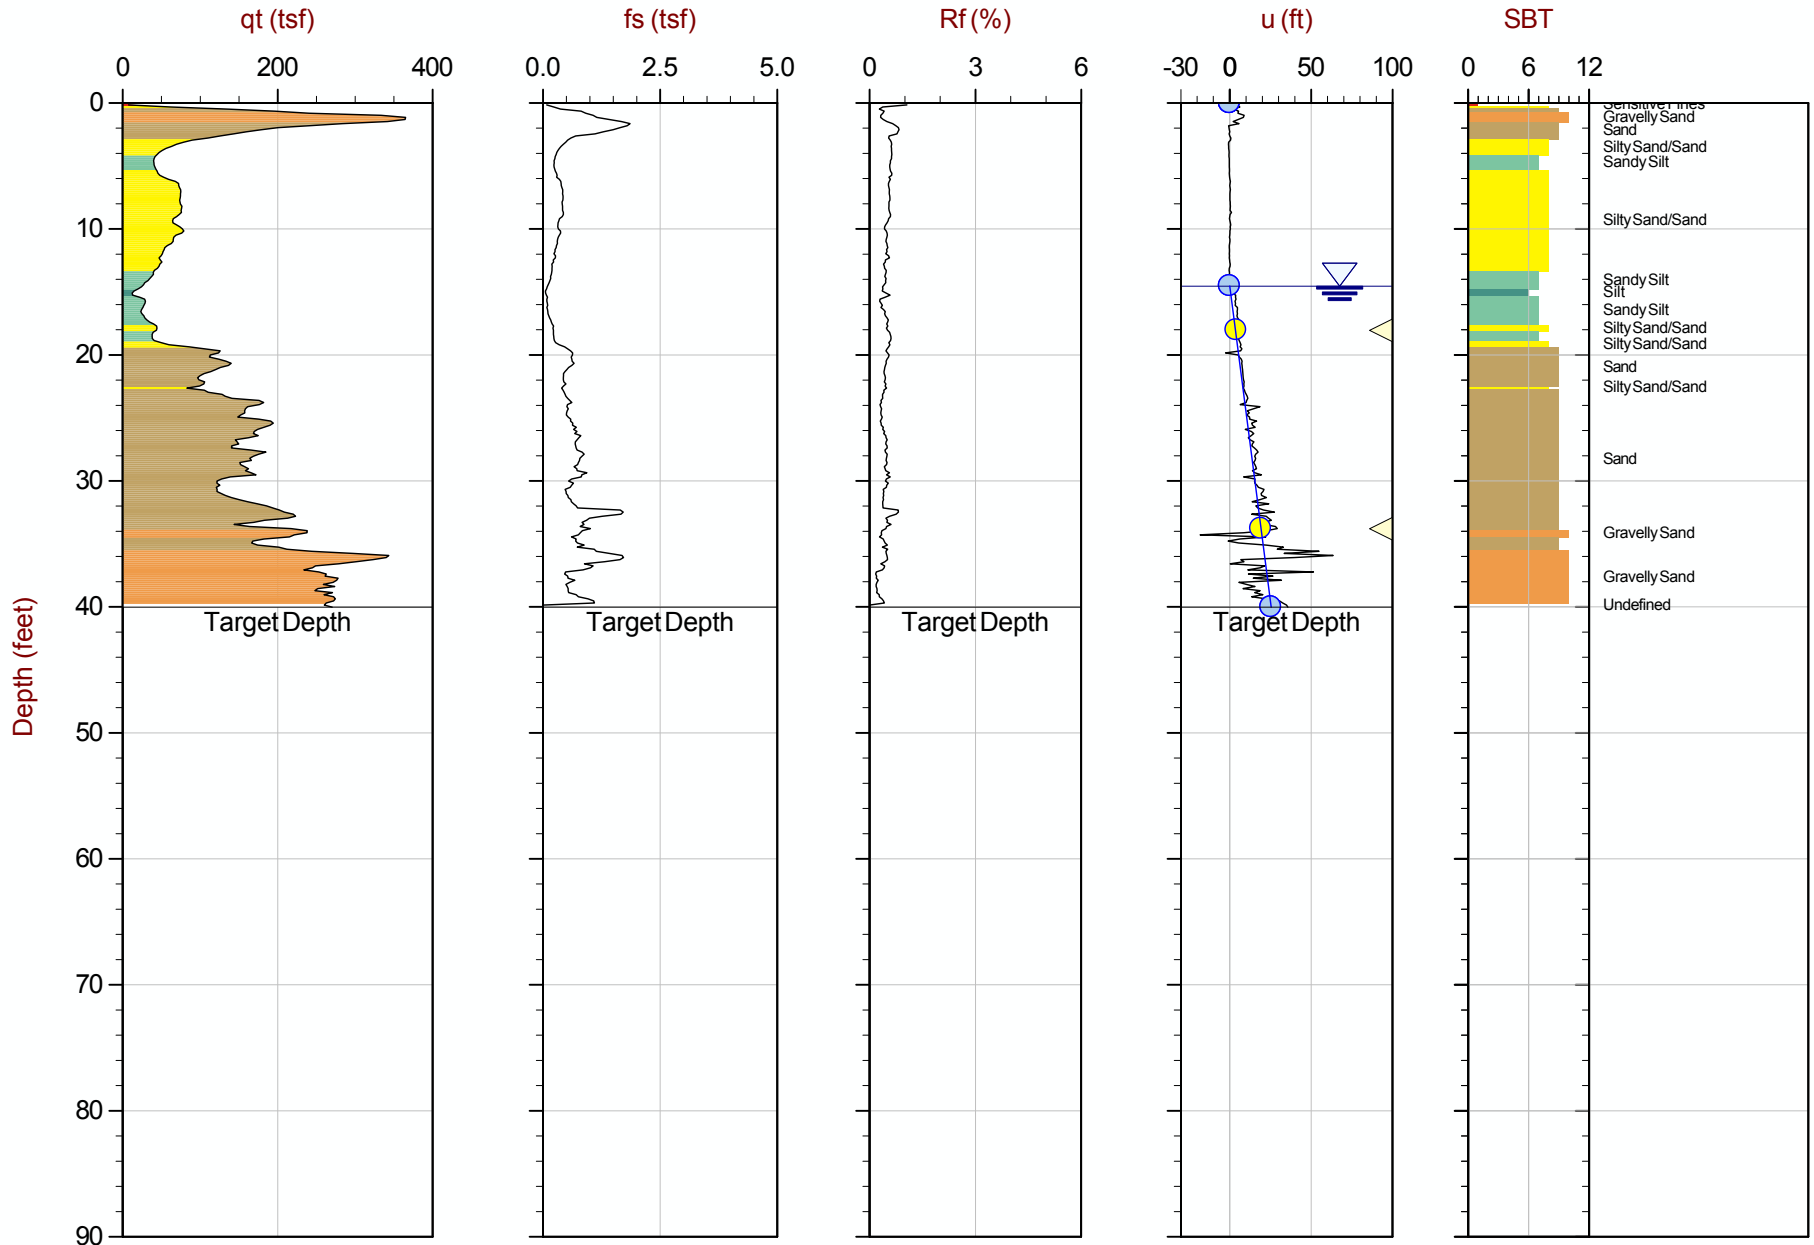 qt (tsf) fs (tsf) Rf (%) u (ft) SBT
0 200 400 0.0 2.5 5.0 0 3 6 -30 0 50 100 0 6 12
0
Sensitive Fines
Gravelly Sand
Sand
Silty Sand/Sand
Sandy Silt
Silty Sand/Sand
10
Sandy Silt
Silt
Sandy Silt
Silty Sand/Sand
Silty Sand/Sand
20
Sand
Silty Sand/Sand
Sand
30
Gravelly Sand
Gravelly Sand
Undefined
40
Target Depth Target Depth Target Depth Target Depth
Depth (feet)
50
60
70
80
90